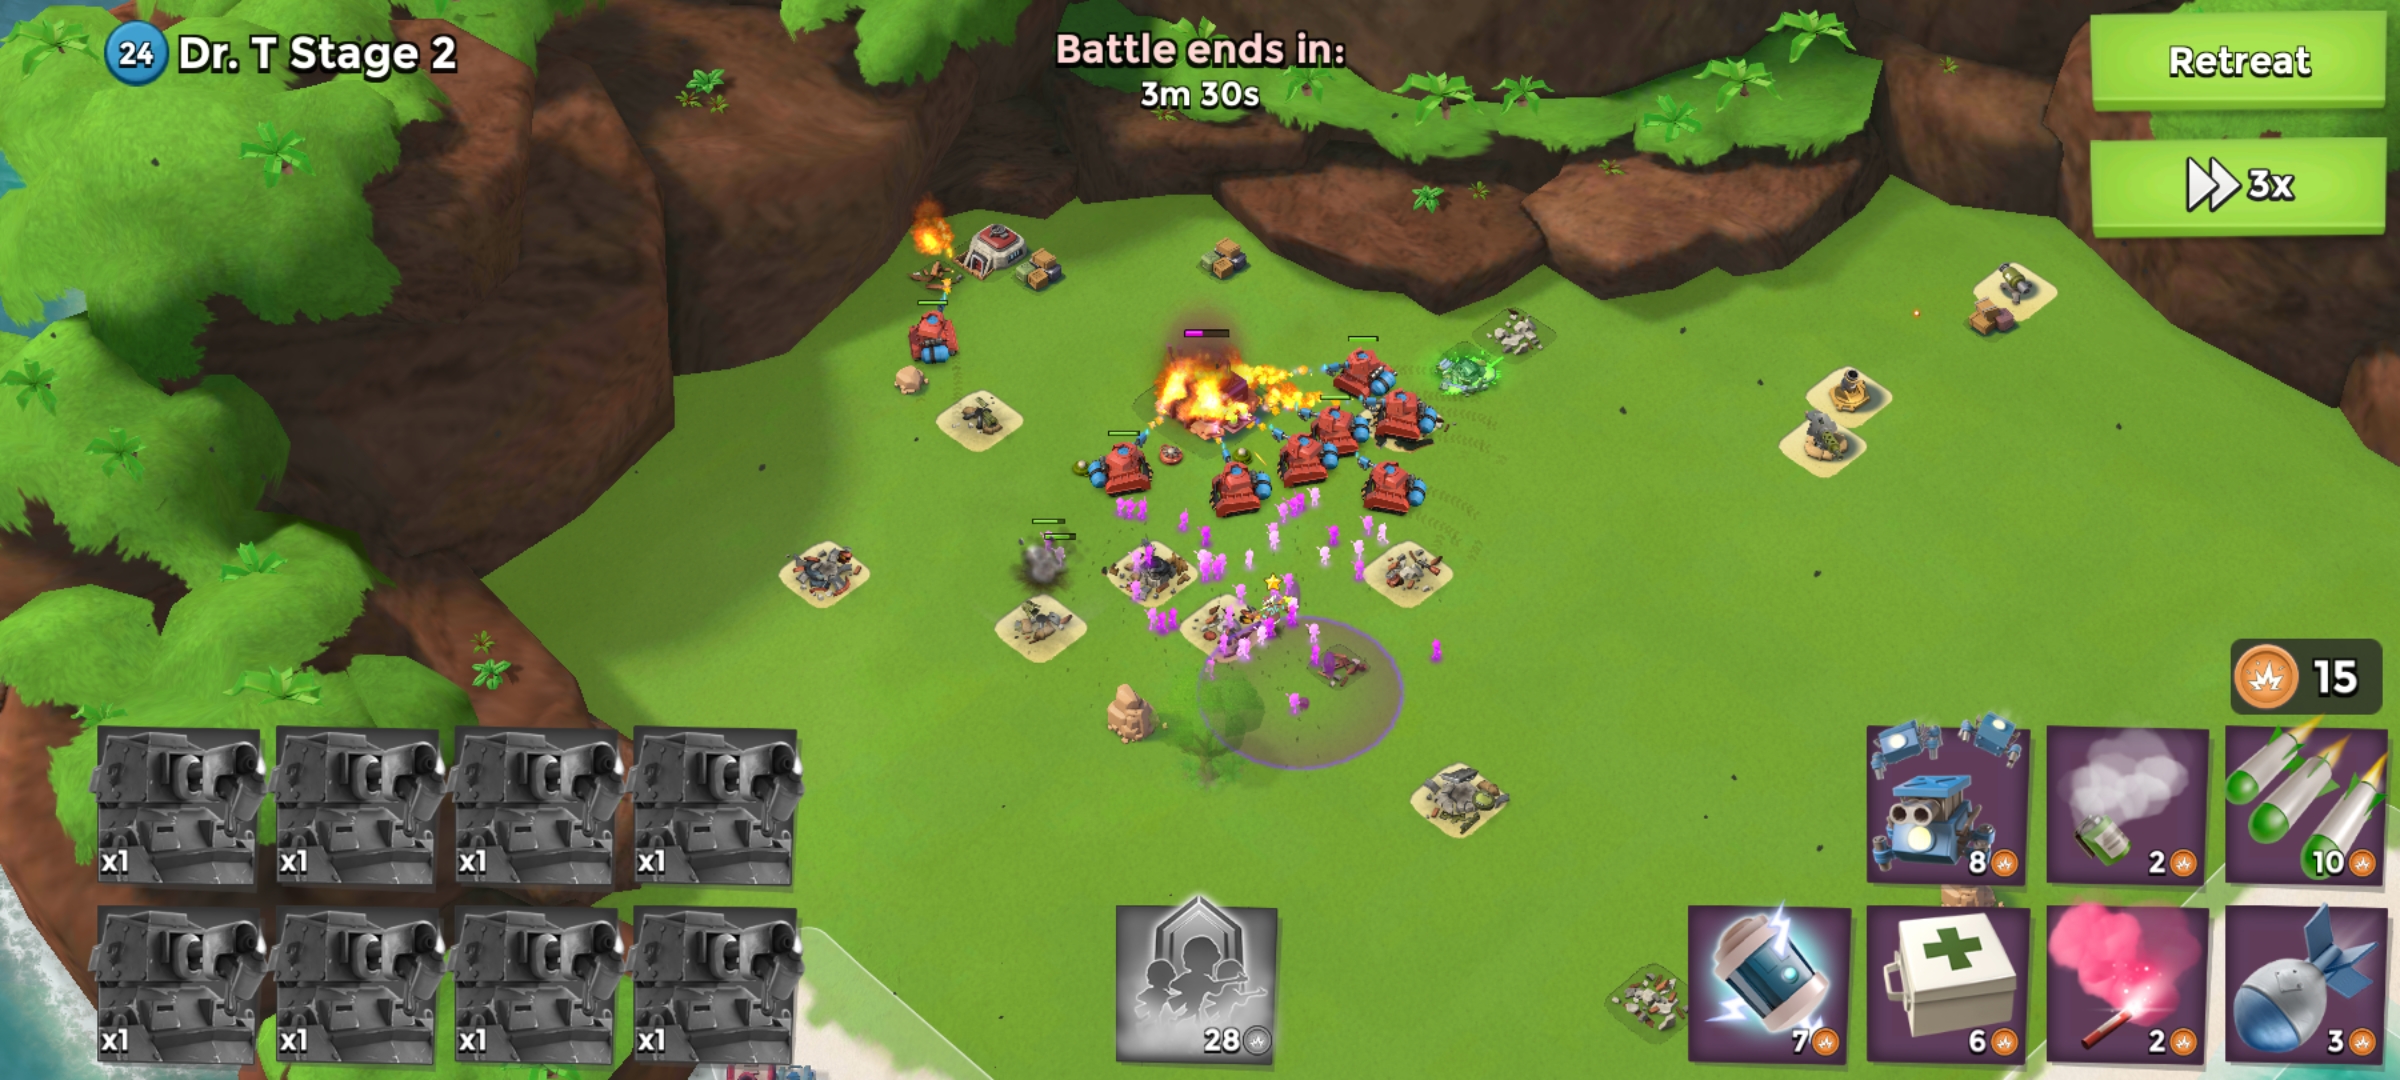 24 Dr. T Stage 2
Battle ends in:
3m 30s
Retreat
3x
15
8
2
10
x1
x1
x1
x1
x1
x1
x1
x1
28
7
6
2
3